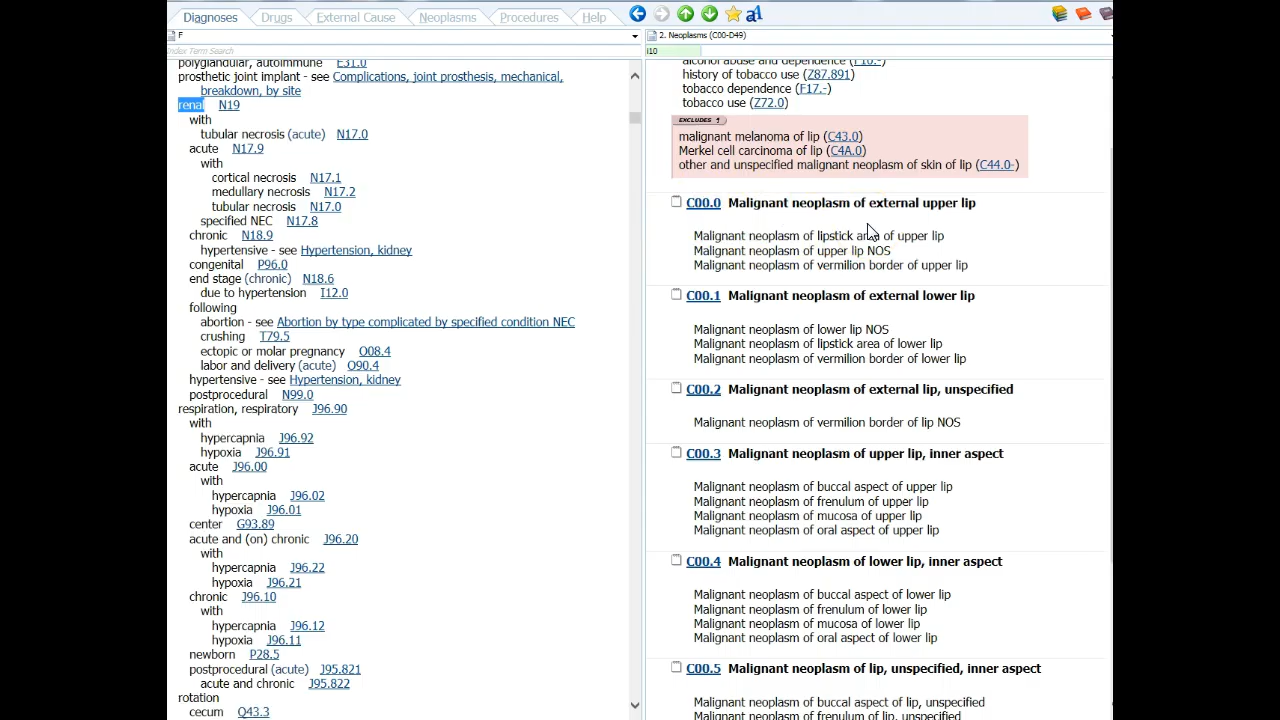 Diagnoses Drugs External Cause Neoplasms Procedures Help
F
Index Term Search
polyglandular, autoimmune E31.0
prosthetic joint implant - see Complications, joint prosthesis, mechanical,
breakdown, by site
renal N19
with
tubular necrosis (acute) N17.0
acute N17.9
with
cortical necrosis N17.1
medullary necrosis N17.2
tubular necrosis N17.0
specified NEC N17.8
chronic N18.9
hypertensive - see Hypertension, kidney
congenital P96.0
end stage (chronic) N18.6
due to hypertension I12.0
following
abortion - see Abortion by type complicated by specified condition NEC
crushing T79.5
ectopic or molar pregnancy O08.4
labor and delivery (acute) O90.4
hypertensive - see Hypertension, kidney
postprocedural N99.0
respiration, respiratory J96.90
with
hypercapnia J96.92
hypoxia J96.91
acute J96.00
with
hypercapnia J96.02
hypoxia J96.01
center G93.89
acute and (on) chronic J96.20
with
hypercapnia J96.22
hypoxia J96.21
chronic J96.10
with
hypercapnia J96.12
hypoxia J96.11
newborn P28.5
postprocedural (acute) J95.821
acute and chronic J95.822
rotation
cecum Q43.3
2. Neoplasms (C00-D49)
i10
alcohol abuse and dependence (F10.-)
history of tobacco use (Z87.891)
tobacco dependence (F17.-)
tobacco use (Z72.0)
EXCLUDES 1
malignant melanoma of lip (C43.0)
Merkel cell carcinoma of lip (C4A.0)
other and unspecified malignant neoplasm of skin of lip (C44.0-)
C00.0 Malignant neoplasm of external upper lip
Malignant neoplasm of lipstick area of upper lip
Malignant neoplasm of upper lip NOS
Malignant neoplasm of vermilion border of upper lip
C00.1 Malignant neoplasm of external lower lip
Malignant neoplasm of lower lip NOS
Malignant neoplasm of lipstick area of lower lip
Malignant neoplasm of vermilion border of lower lip
C00.2 Malignant neoplasm of external lip, unspecified
Malignant neoplasm of vermilion border of lip NOS
C00.3 Malignant neoplasm of upper lip, inner aspect
Malignant neoplasm of buccal aspect of upper lip
Malignant neoplasm of frenulum of upper lip
Malignant neoplasm of mucosa of upper lip
Malignant neoplasm of oral aspect of upper lip
C00.4 Malignant neoplasm of lower lip, inner aspect
Malignant neoplasm of buccal aspect of lower lip
Malignant neoplasm of frenulum of lower lip
Malignant neoplasm of mucosa of lower lip
Malignant neoplasm of oral aspect of lower lip
C00.5 Malignant neoplasm of lip, unspecified, inner aspect
Malignant neoplasm of buccal aspect of lip, unspecified
Malignant neoplasm of frenulum of lip, unspecified